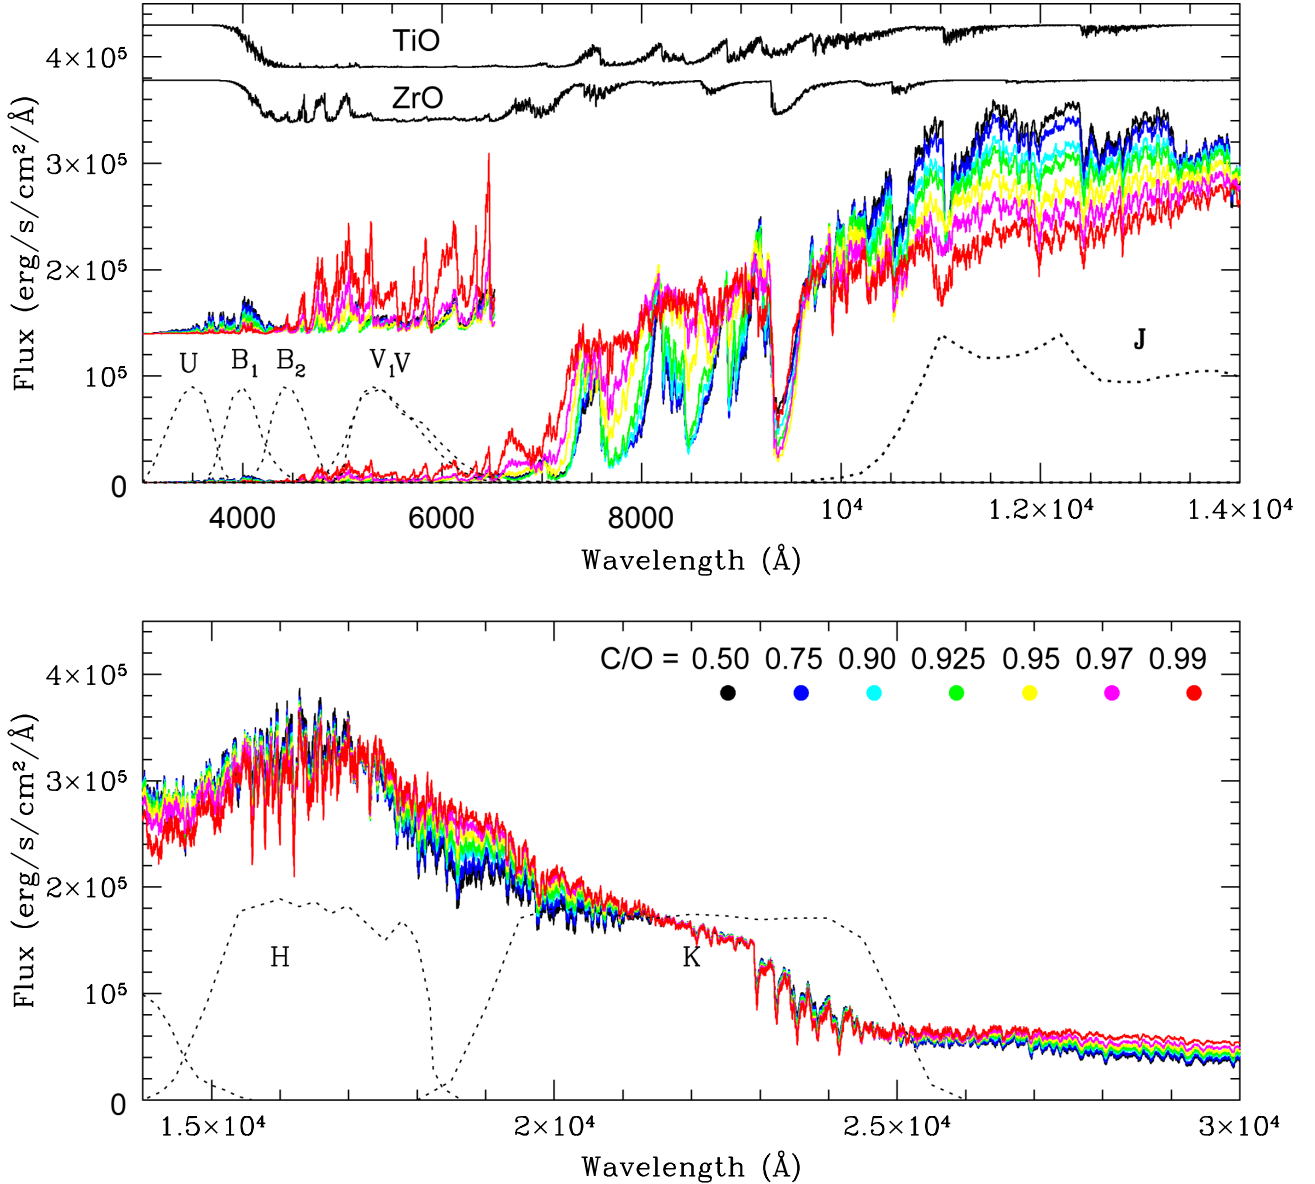 TiO
ZrO
4×10⁵
3×10⁵
2×10⁵
10⁵
0
Flux (erg/s/cm²/Å)
U B₁ B₂ V₁V J
4000 6000 8000 10⁴ 1.2×10⁴ 1.4×10⁴
Wavelength (Å)
C/O = 0.50 0.75 0.90 0.925 0.95 0.97 0.99
4×10⁵
3×10⁵
2×10⁵
10⁵
0
Flux (erg/s/cm²/Å)
H K
1.5×10⁴ 2×10⁴ 2.5×10⁴ 3×10⁴
Wavelength (Å)